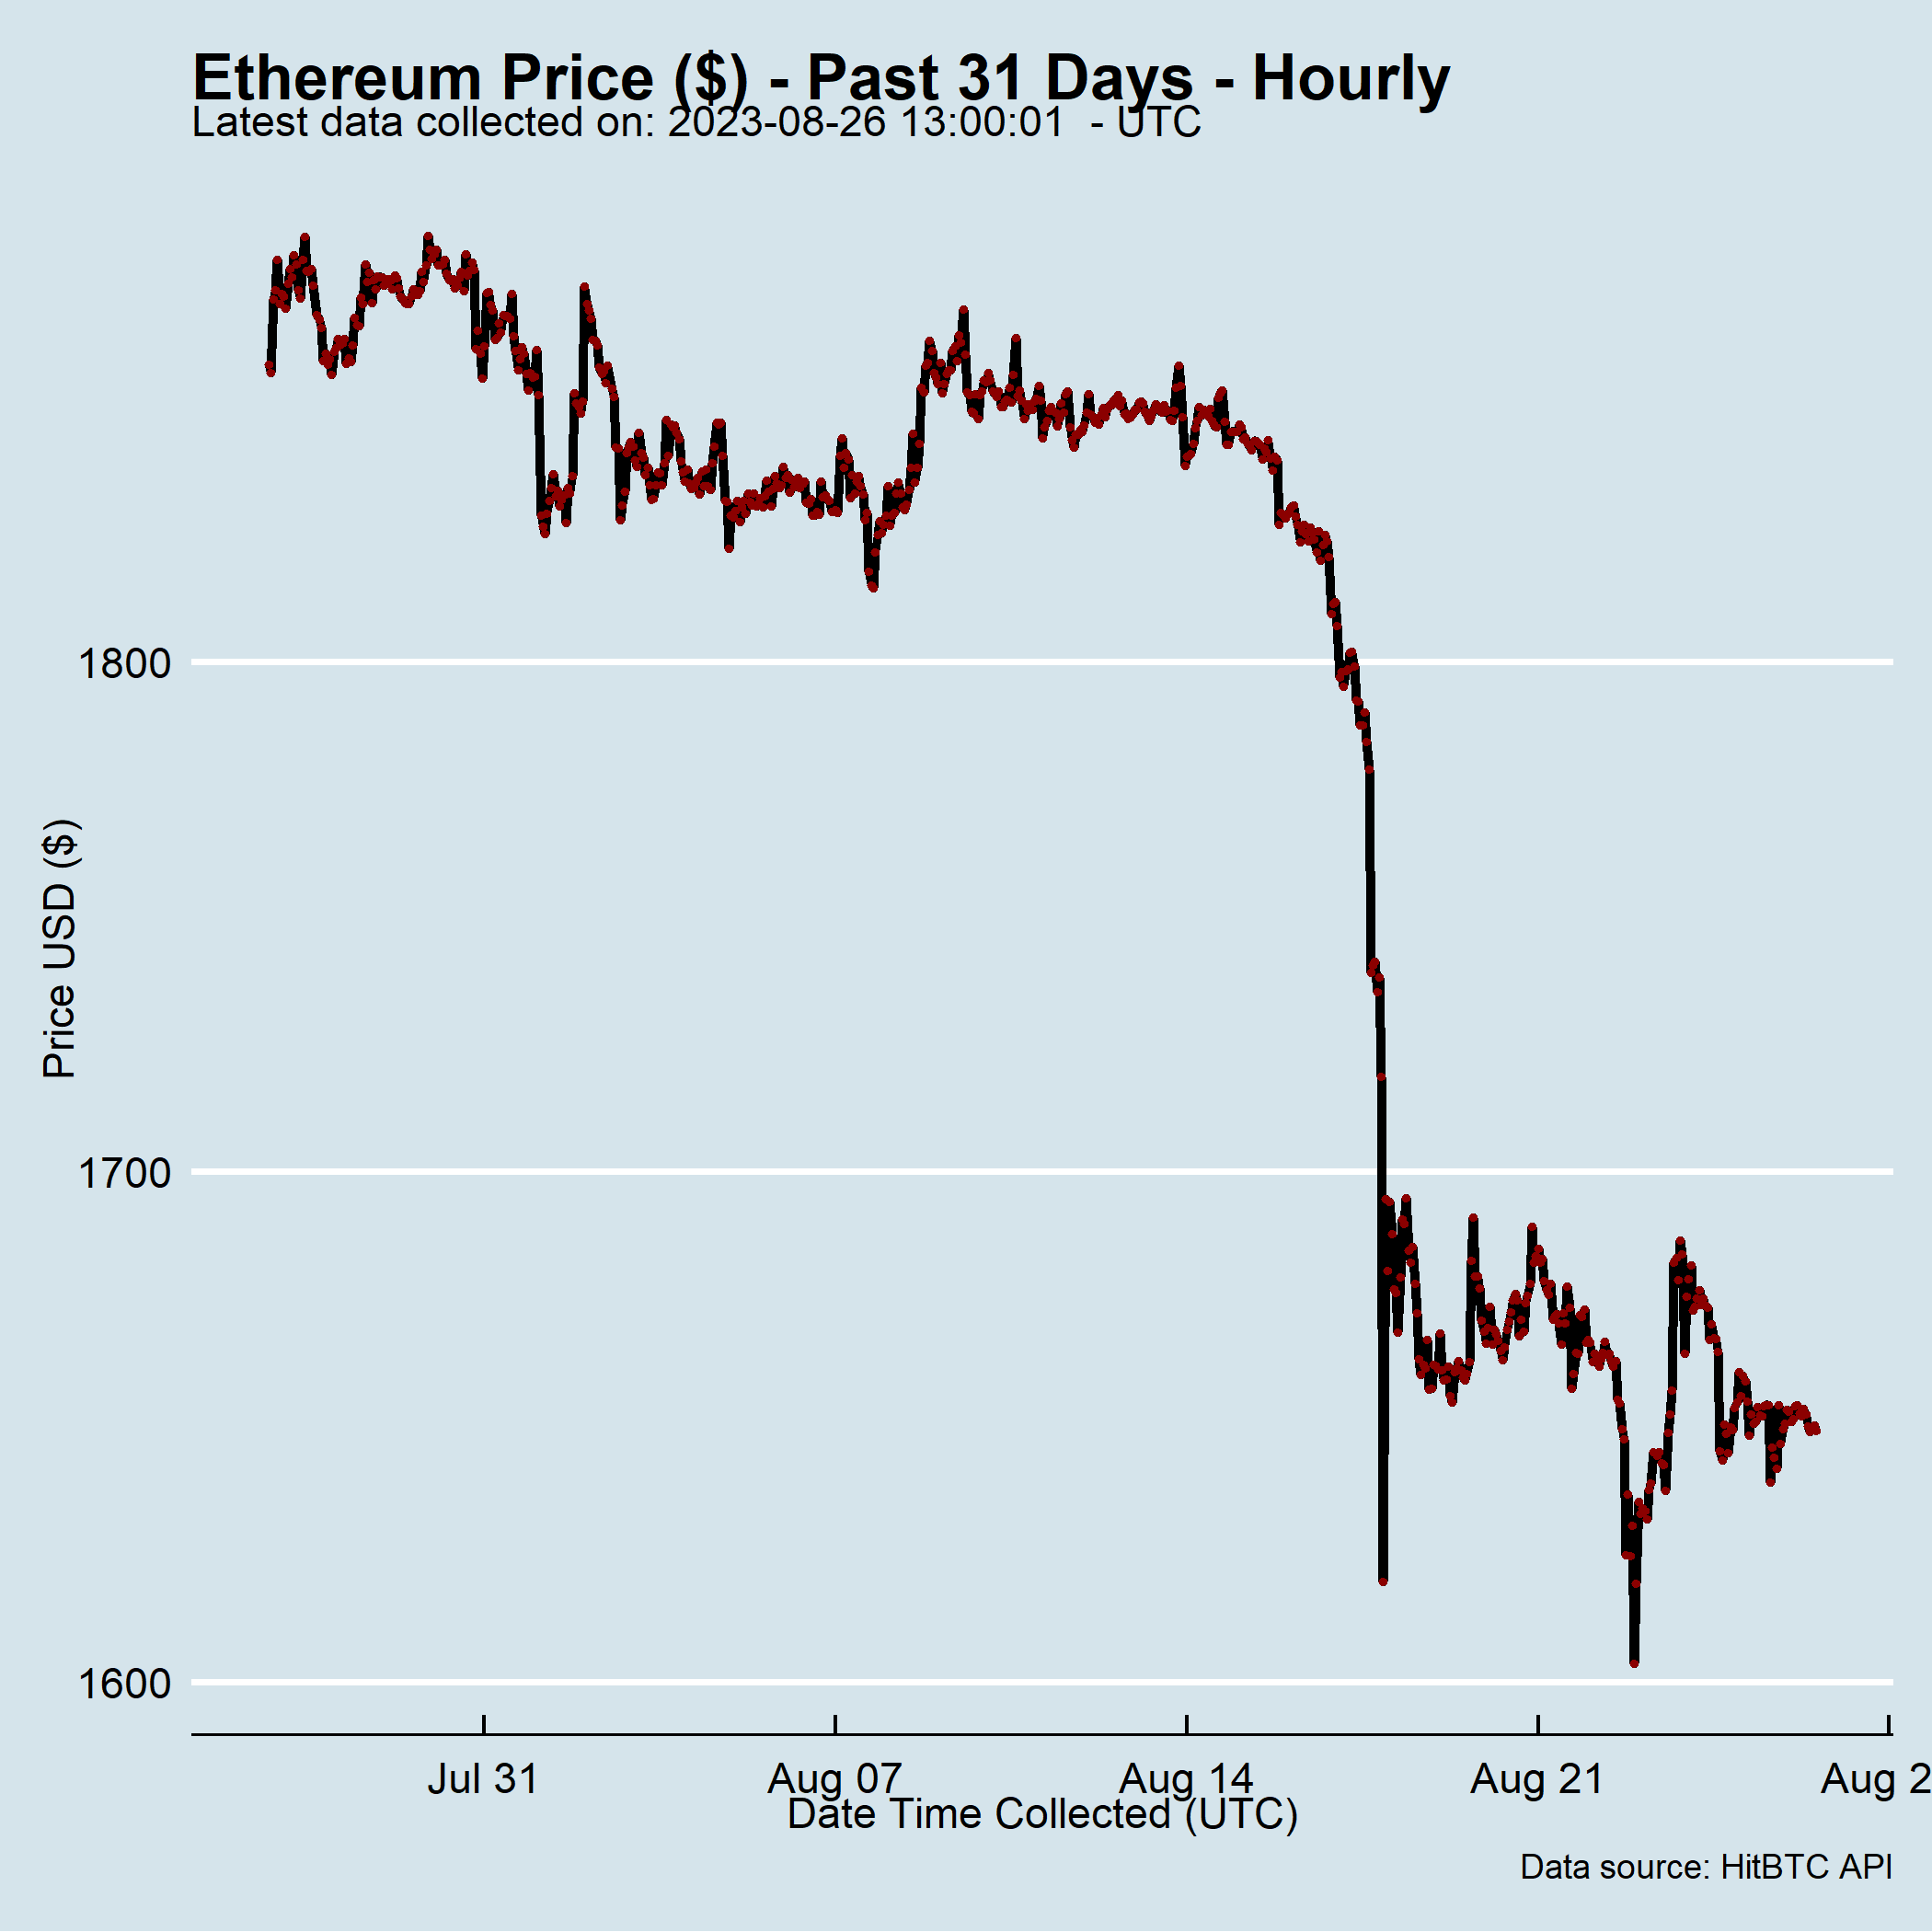 Ethereum Price ($) - Past 31 Days - Hourly
Latest data collected on: 2023-08-26 13:00:01  - UTC
1800
1700
1600
Price USD ($)
Jul 31
Aug 07
Aug 14
Aug 21
Aug 2
Date Time Collected (UTC)
Data source: HitBTC API